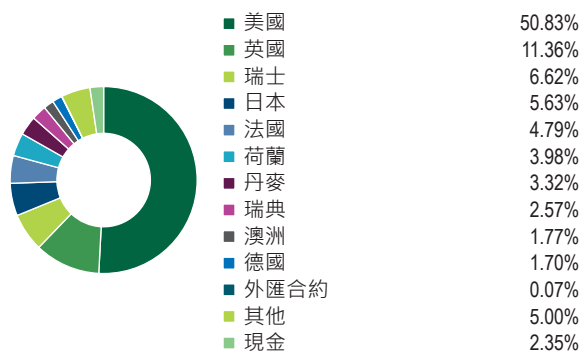 美國 50.83%
英國 11.36%
瑞士 6.62%
日本 5.63%
法國 4.79%
荷蘭 3.98%
丹麥 3.32%
瑞典 2.57%
澳洲 1.77%
德國 1.70%
外匯合約 0.07%
其他 5.00%
現金 2.35%